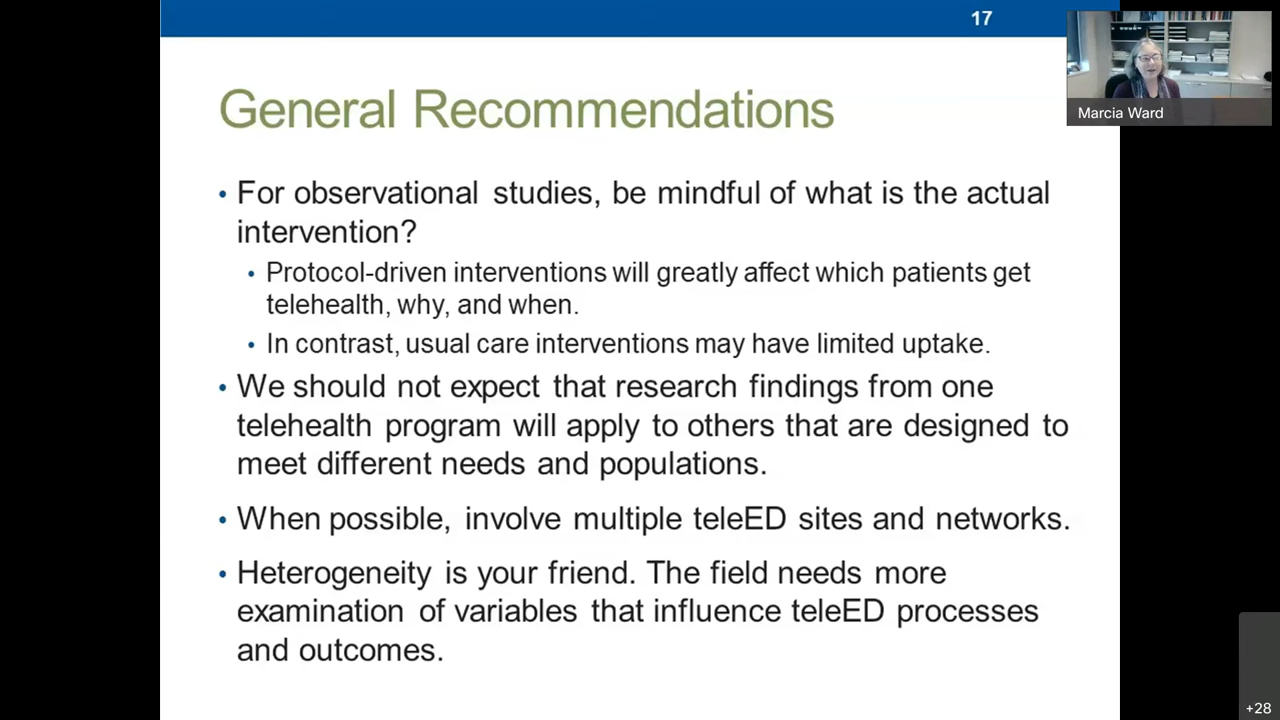 17
Marcia Ward
General Recommendations
• For observational studies, be mindful of what is the actual
intervention?
• Protocol-driven interventions will greatly affect which patients get
telehealth, why, and when.
• In contrast, usual care interventions may have limited uptake.
• We should not expect that research findings from one
telehealth program will apply to others that are designed to
meet different needs and populations.
• When possible, involve multiple teleED sites and networks.
• Heterogeneity is your friend. The field needs more
examination of variables that influence teleED processes
and outcomes.
+28